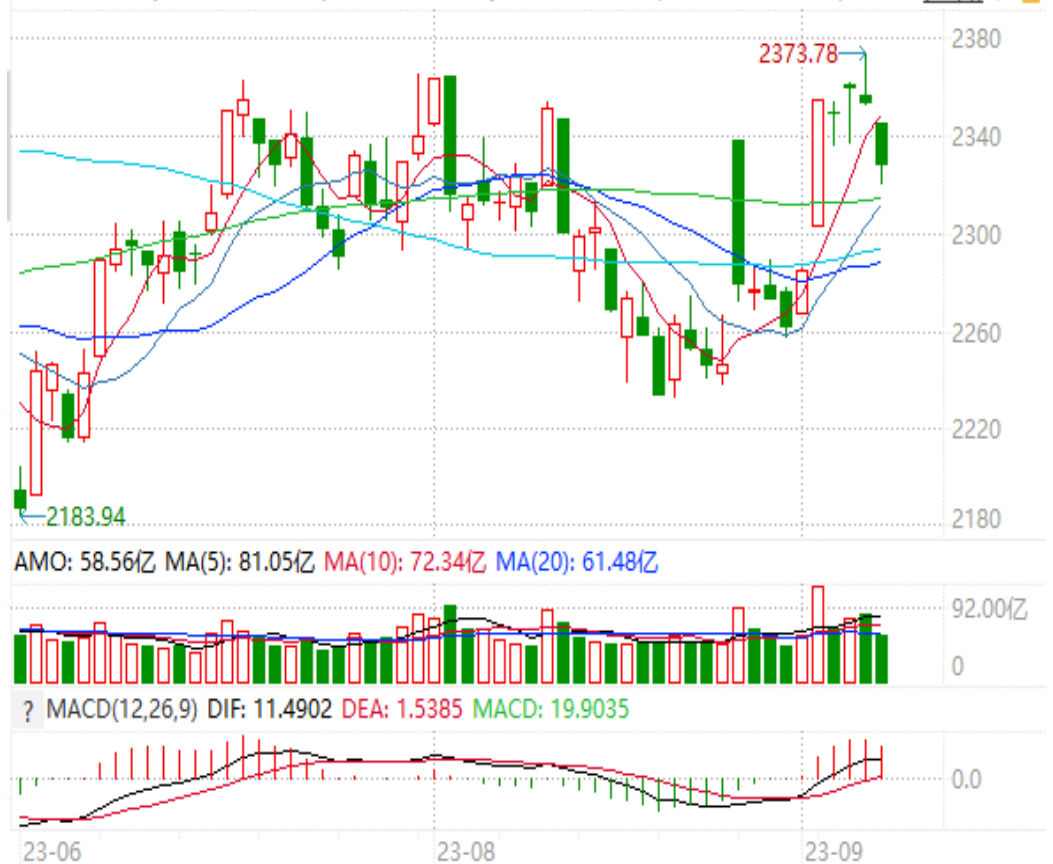 2380
2373.78
2340
2300
2260
2220
2180
2183.94
AMO: 58.56亿 MA(5): 81.05亿 MA(10): 72.34亿 MA(20): 61.48亿
92.00亿
0
? MACD(12,26,9) DIF: 11.4902 DEA: 1.5385 MACD: 19.9035
0.0
23-06 23-08 23-09